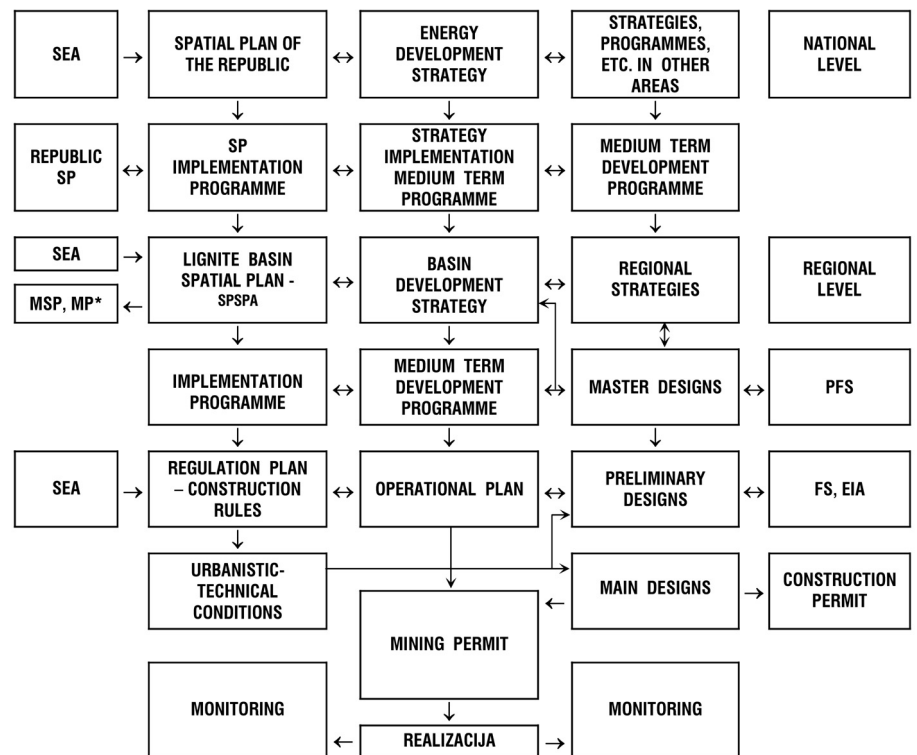 SEA
SPATIAL PLAN OF
THE REPUBLIC
ENERGY
DEVELOPMENT
STRATEGY
STRATEGIES,
PROGRAMMES,
ETC. IN OTHER
AREAS
NATIONAL
LEVEL
REPUBLIC
SP
SP
IMPLEMENTATION
PROGRAMME
STRATEGY
IMPLEMENTATION
MEDIUM TERM
PROGRAMME
MEDIUM TERM
DEVELOPMENT
PROGRAMME
SEA
MSP, MP*
LIGNITE BASIN
SPATIAL PLAN -
SPSPA
BASIN
DEVELOPMENT
STRATEGY
REGIONAL
STRATEGIES
REGIONAL
LEVEL
IMPLEMENTATION
PROGRAMME
MEDIUM TERM
DEVELOPMENT
PROGRAMME
MASTER DESIGNS
PFS
SEA
REGULATION PLAN
– CONSTRUCTION
RULES
OPERATIONAL PLAN
PRELIMINARY
DESIGNS
FS, EIA
URBANISTIC-
TECHNICAL
CONDITIONS
MAIN DESIGNS
CONSTRUCTION
PERMIT
MINING PERMIT
MONITORING
REALIZACIJA
MONITORING